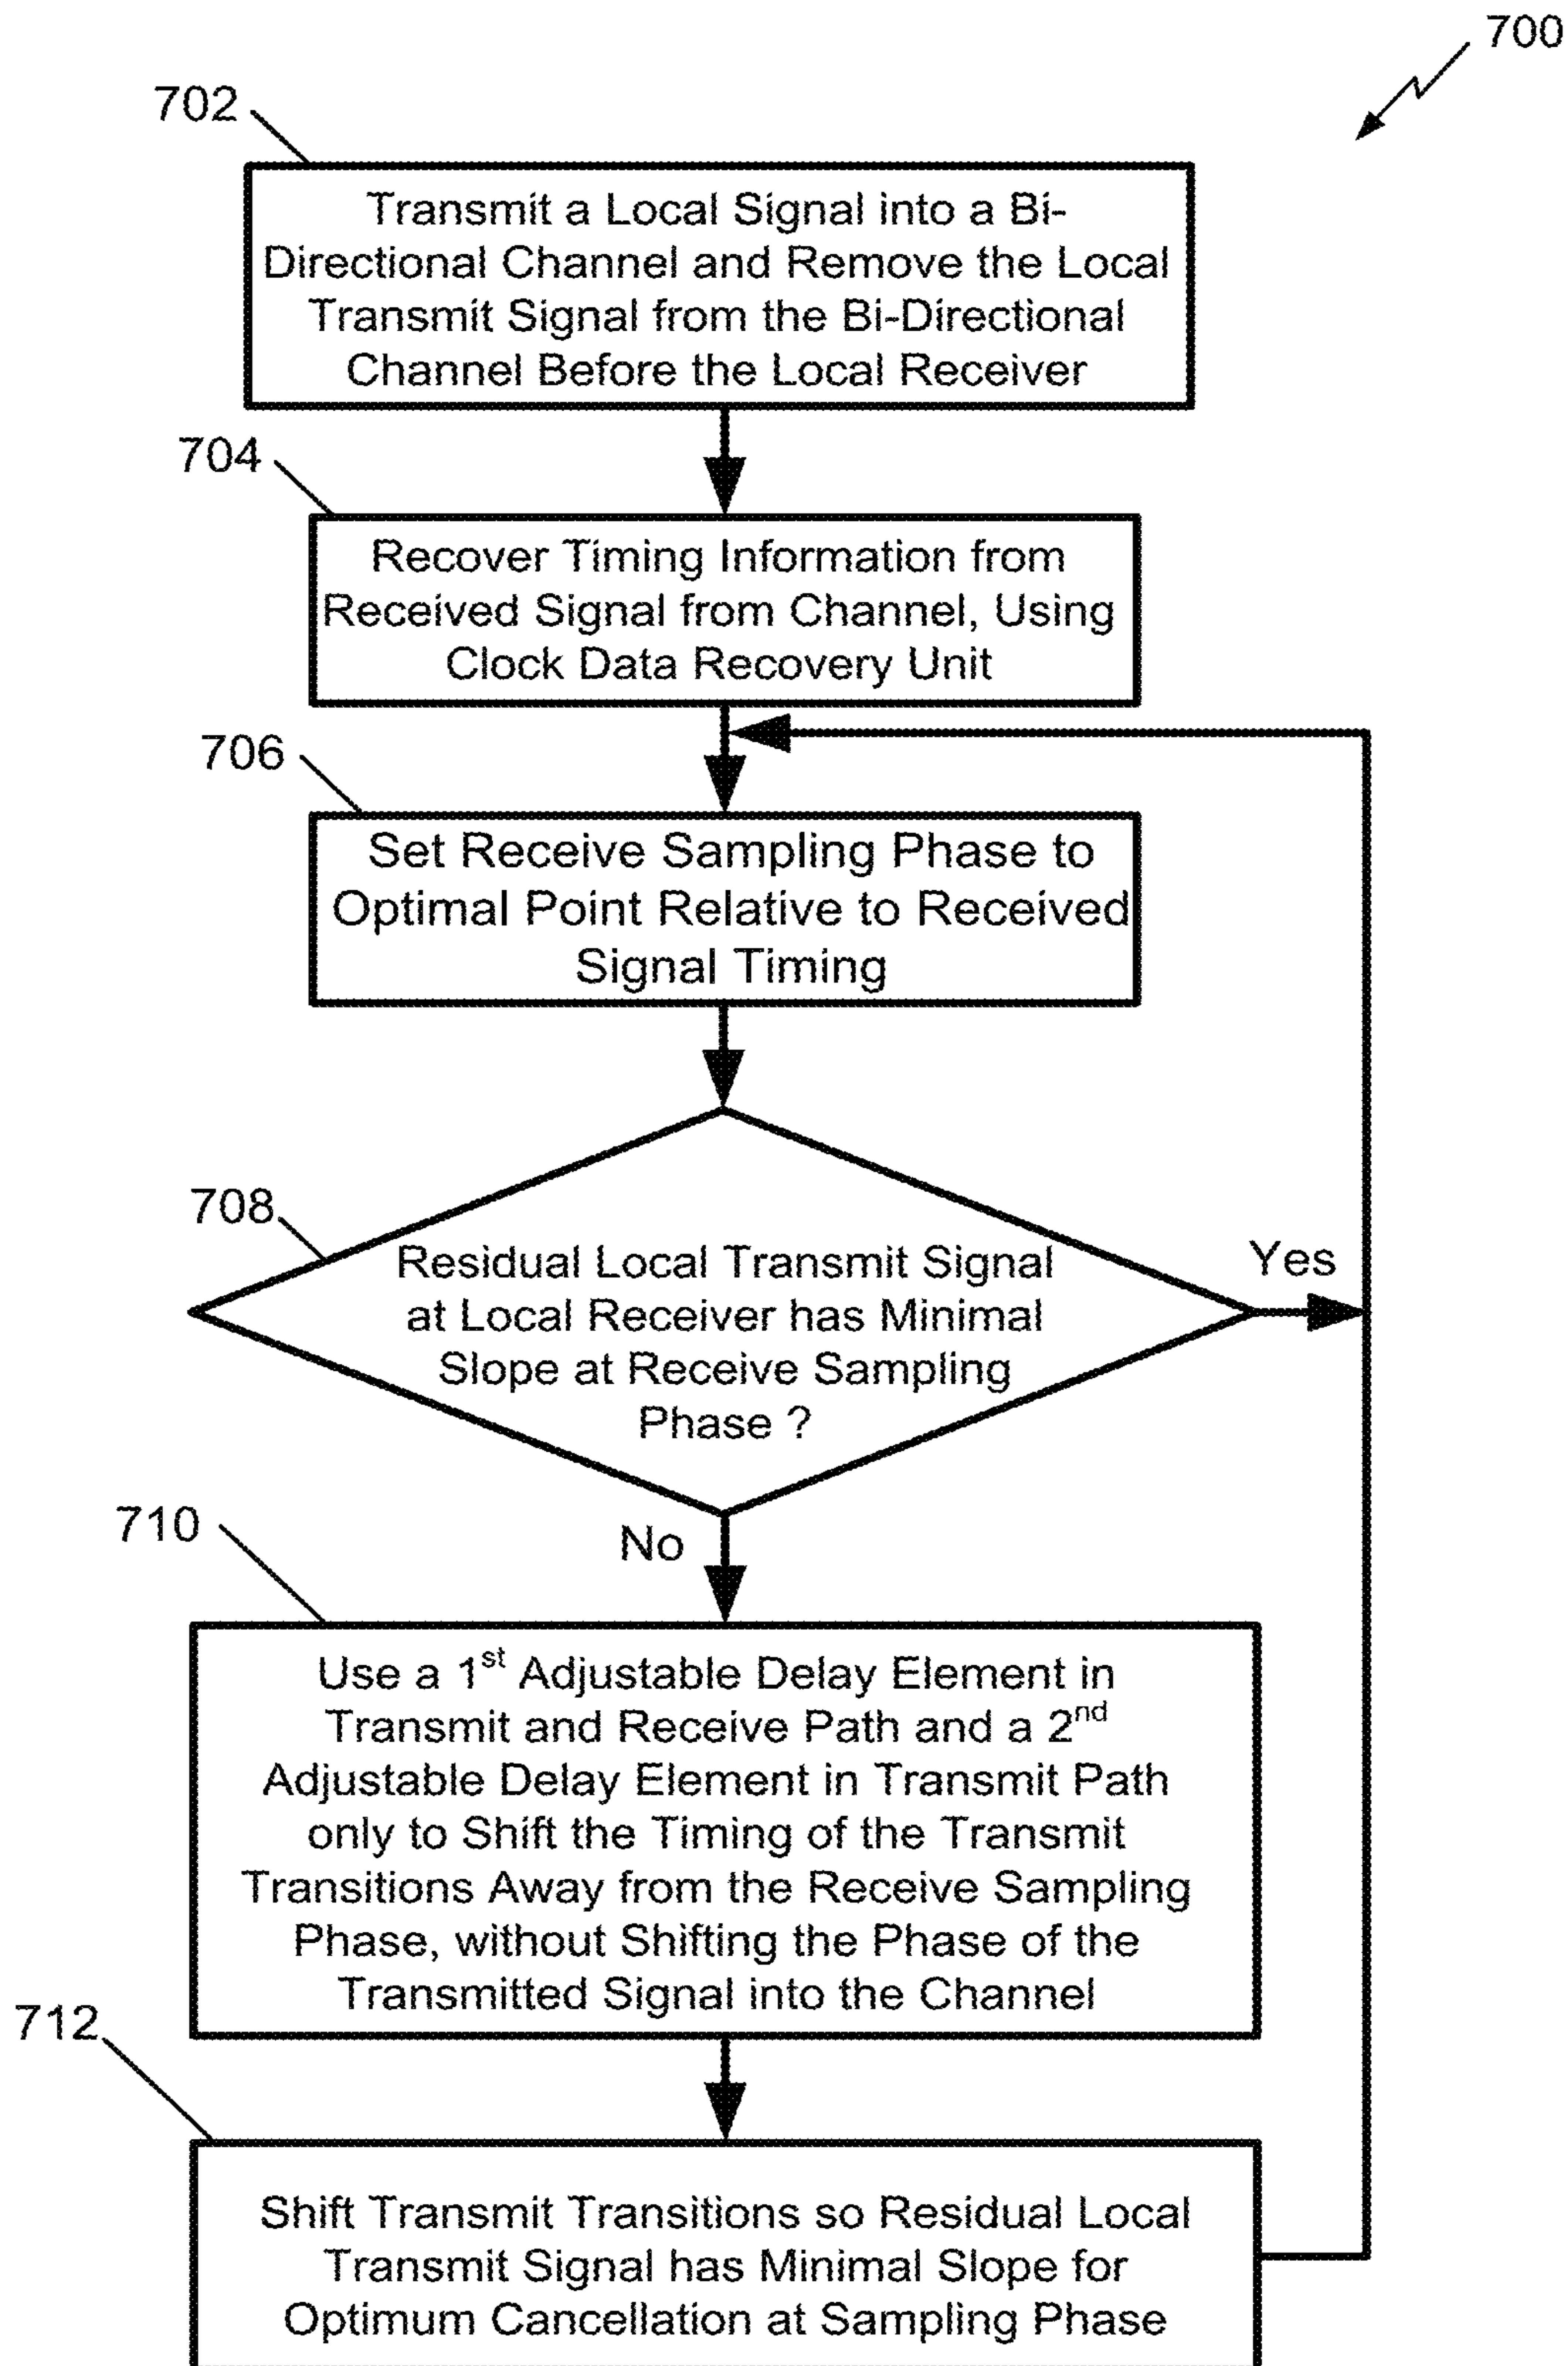 700
702
Transmit a Local Signal into a Bi-
Directional Channel and Remove the Local
Transmit Signal from the Bi-Directional
Channel Before the Local Receiver
704
Recover Timing Information from
Received Signal from Channel, Using
Clock Data Recovery Unit
706
Set Receive Sampling Phase to
Optimal Point Relative to Received
Signal Timing
708
Residual Local Transmit Signal
at Local Receiver has Minimal
Slope at Receive Sampling
Phase ?
Yes
No
710
Use a 1st Adjustable Delay Element in
Transmit and Receive Path and a 2nd
Adjustable Delay Element in Transmit Path
only to Shift the Timing of the Transmit
Transitions Away from the Receive Sampling
Phase, without Shifting the Phase of the
Transmitted Signal into the Channel
712
Shift Transmit Transitions so Residual Local
Transmit Signal has Minimal Slope for
Optimum Cancellation at Sampling Phase